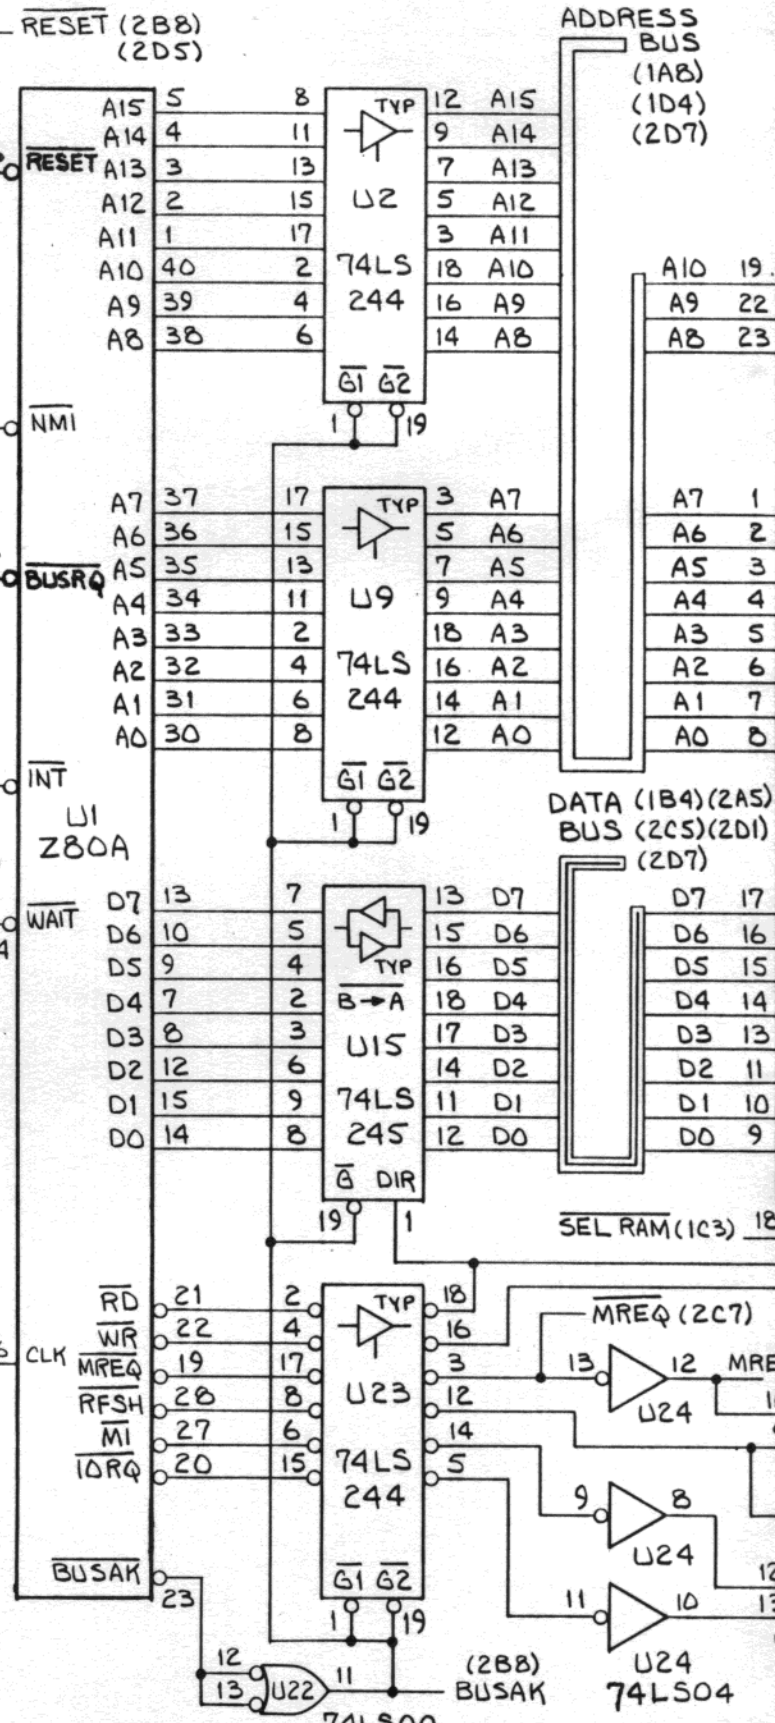 RESET (2B8)
(2D5)
ADDRESS
BUS
(1A8)
(1D4)
(2D7)
A15 5 8 TYP 12 A15
A14 4 11 9 A14
RESET A13 3 13 7 A13
A12 2 15 U2 5 A12
A11 1 17 3 A11
A10 40 2 74LS 18 A10 A10 19
A9 39 4 244 16 A9 A9 22
A8 38 6 14 A8 A8 23
G1 G2
NMI 1 19
A7 37 17 TYP 3 A7 A7 1
A6 36 15 5 A6 A6 2
BUSRQ A5 35 13 7 A5 A5 3
A4 34 11 U9 9 A4 A4 4
A3 33 2 18 A3 A3 5
A2 32 4 74LS 16 A2 A2 6
A1 31 6 244 14 A1 A1 7
A0 30 8 12 A0 A0 8
INT G1 G2
1 19
U1
Z80A
DATA (1B4)(2A5)
BUS (2C5)(2D1)
(2D7)
WAIT D7 13 7 13 D7 D7 17
D6 10 5 15 D6 D6 16
D5 9 4 TYP 16 D5 D5 15
D4 7 2 B→A 18 D4 D4 14
D3 8 3 U15 17 D3 D3 13
D2 12 6 14 D2 D2 11
D1 15 9 74LS 11 D1 D1 10
D0 14 8 245 12 D0 D0 9
G DIR
19 1
SEL RAM (1C3) 18
RD 21 2 TYP 18
WR 22 4 16 MREQ (2C7)
CLK MREQ 19 17 3 13 12 MRE
RFSH 28 8 U23 12 U24
M1 27 6 14
IORQ 20 15 74LS 5
244 9 8
U24
BUSAK G1 G2 12
23 1 19 11 10 13
12 U24
13 U22 11 (2B8) 74LS04
BUSAK
74LS00